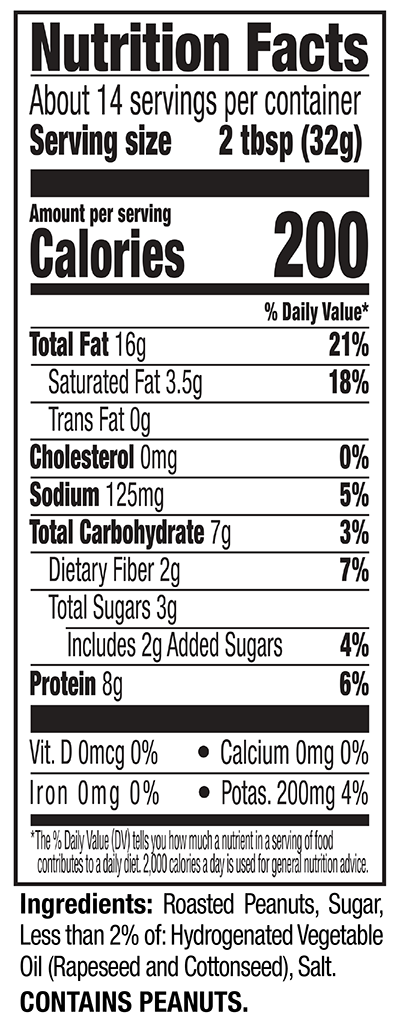 Nutrition Facts
About 14 servings per container
Serving size 2 tbsp (32g)
Amount per serving
Calories 200
% Daily Value*
Total Fat 16g 21%
Saturated Fat 3.5g 18%
Trans Fat 0g
Cholesterol 0mg 0%
Sodium 125mg 5%
Total Carbohydrate 7g 3%
Dietary Fiber 2g 7%
Total Sugars 3g
Includes 2g Added Sugars 4%
Protein 8g 6%
Vit. D 0mcg 0% • Calcium 0mg 0%
Iron 0mg 0% • Potas. 200mg 4%
*The % Daily Value (DV) tells you how much a nutrient in a serving of food
contributes to a daily diet. 2,000 calories a day is used for general nutrition advice.
Ingredients: Roasted Peanuts, Sugar,
Less than 2% of: Hydrogenated Vegetable
Oil (Rapeseed and Cottonseed), Salt.
CONTAINS PEANUTS.